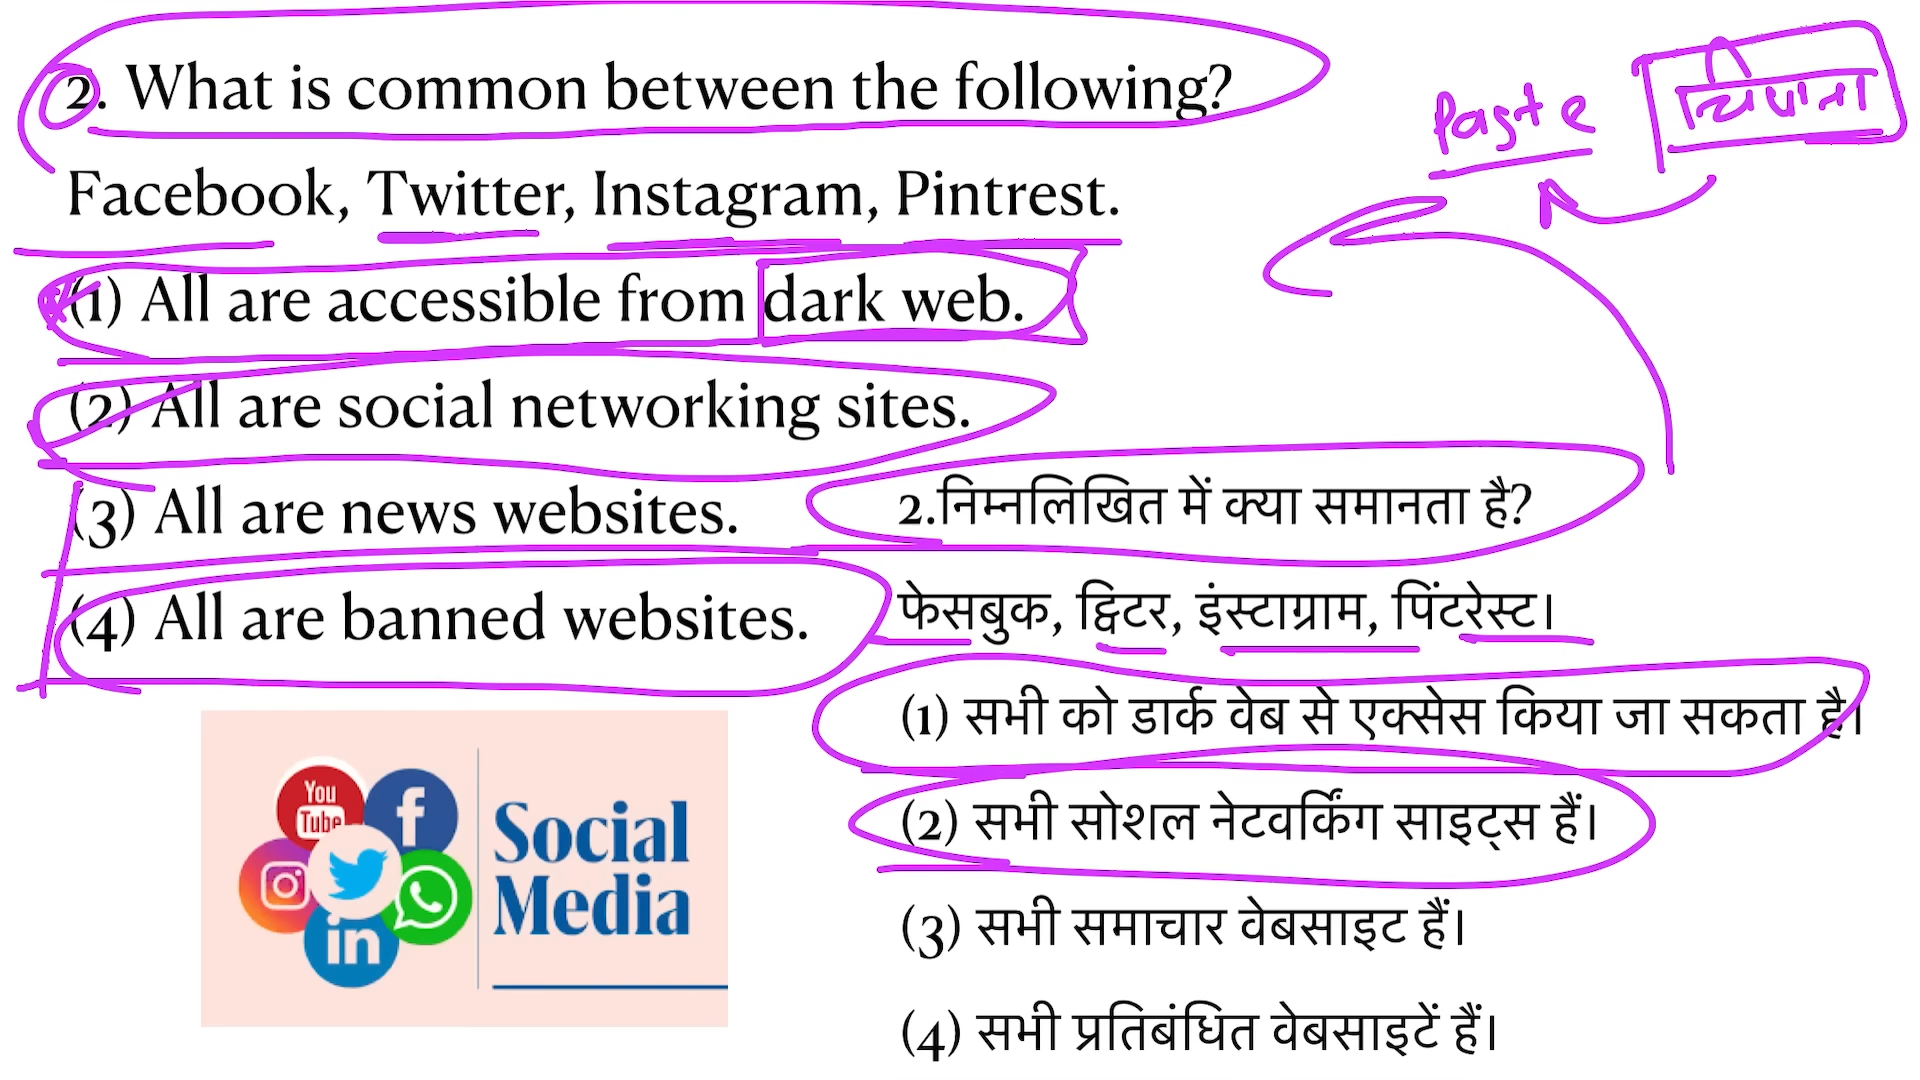 2. What is common between the following?
Facebook, Twitter, Instagram, Pintrest.
(1) All are accessible from dark web.
(2) All are social networking sites.
(3) All are news websites.
(4) All are banned websites.
Paste
2.निम्नलिखित में क्या समानता है?
फेसबुक, ट्विटर, इंस्टाग्राम, पिंटरेस्ट।
(1) सभी को डार्क वेब से एक्सेस किया जा सकता है।
(2) सभी सोशल नेटवर्किंग साइट्स हैं।
(3) सभी समाचार वेबसाइट हैं।
(4) सभी प्रतिबंधित वेबसाइटें हैं।
You
Tube
f
in
Social
Media